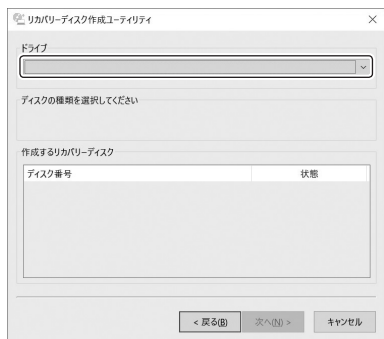 リカバリーディスク作成ユーティリティ
ドライブ
ディスクの種類を選択してください
作成するリカバリーディスク
ディスク番号 状態
< 戻る(B) 次へ(N) > キャンセル